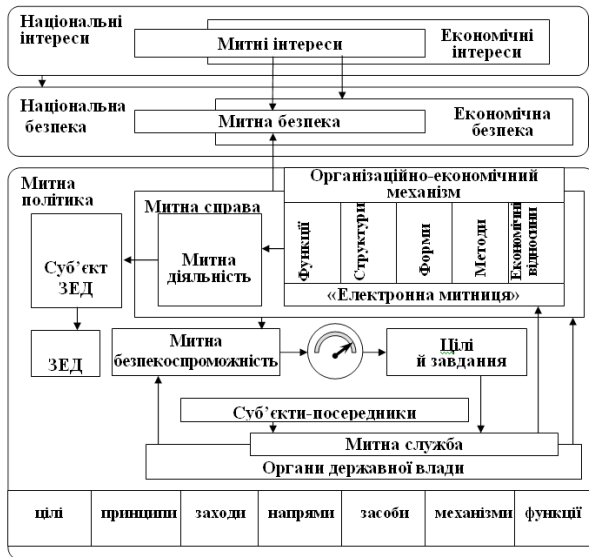 Національні
інтереси
Митні інтереси
Економічні
інтереси
Національна
безпека
Митна безпека
Економічна
безпека
Митна
політика
Організаційно-економічний
механізм
Митна справа
Суб’єкт
ЗЕД
Митна
діяльність
Функції
Структури
Форми
Методи
Економічні
відносини
«Електронна митниця»
ЗЕД
Митна
безпекоспроможність
Цілі
й завдання
Суб’єкти-посередники
Митна служба
Органи державної влади
цілі
принципи
заходи
напрями
засоби
механізми
функції